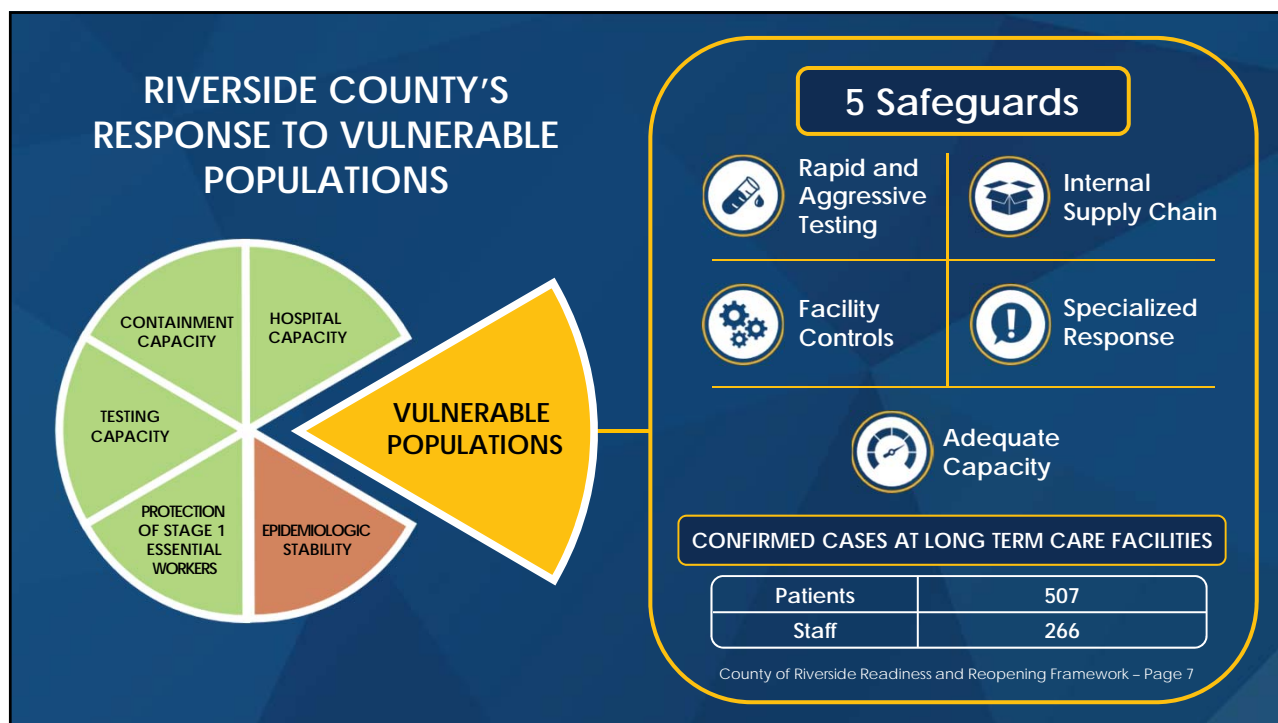 RIVERSIDE COUNTY'S
RESPONSE TO VULNERABLE
POPULATIONS
CONTAINMENT
CAPACITY
HOSPITAL
CAPACITY
TESTING
CAPACITY
PROTECTION
OF STAGE 1
ESSENTIAL
WORKERS
EPIDEMIOLOGIC
STABILITY
VULNERABLE
POPULATIONS
5 Safeguards
Rapid and
Aggressive
Testing
Internal
Supply Chain
Facility
Controls
Specialized
Response
Adequate
Capacity
CONFIRMED CASES AT LONG TERM CARE FACILITIES
Patients 507
Staff 266
County of Riverside Readiness and Reopening Framework – Page 7